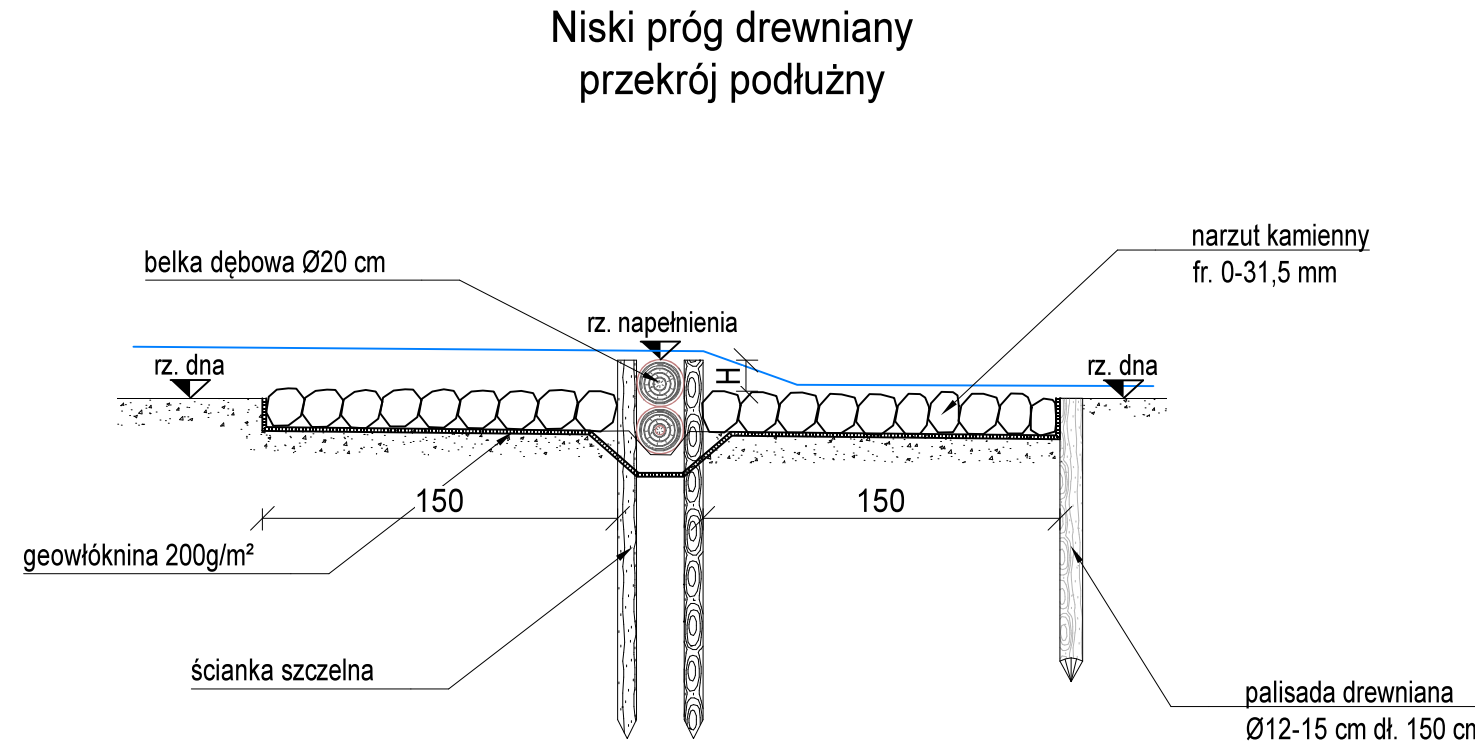 Niski próg drewniany
przekrój podłużny
narzut kamienny
fr. 0-31,5 mm
belka dębowa Ø20 cm
rz. napełnienia
rz. dna
rz. dna
H
150
150
geowłóknina 200g/m²
ścianka szczelna
palisada drewniana
Ø12-15 cm dł. 150 cm